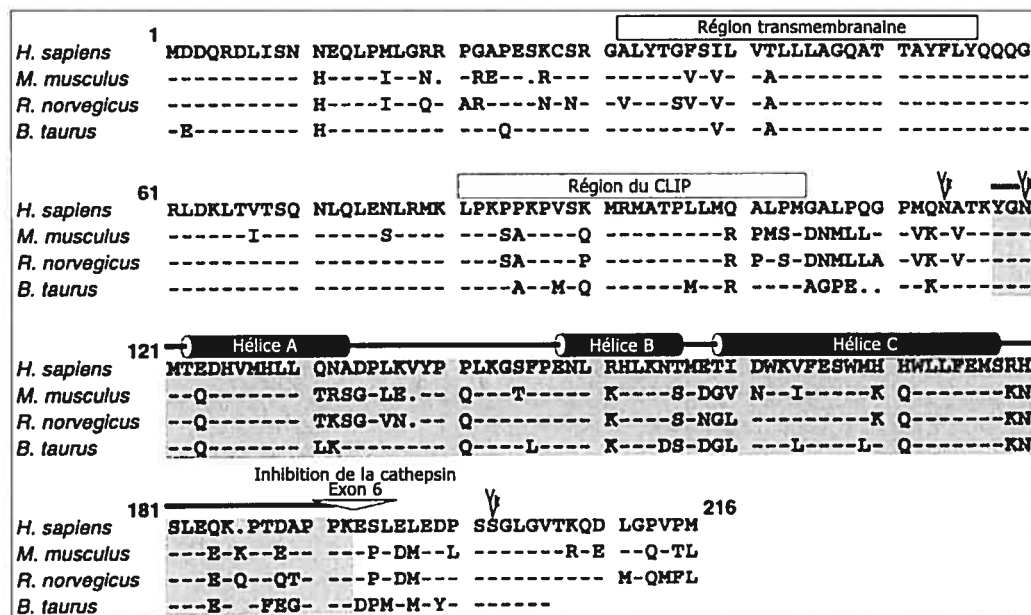 Région transmembranaine
1
H. sapiens MDDQRDLISN NEQLPMLGRR PGAPESKCSR GALYTGFSIL VTLLLAGQAT TAYFLYQQQG
M. musculus ---------- H----I--N. -RE--.R--- ------V-V- -A-------- ----------
R. norvegicus ---------- H----I--Q- AR---K-N-- -V---SV-V- -A-------- ----------
B. taurus -E-------- H--------- ---Q------ --------V- -A-------- ----------
Région du CLIP
61
H. sapiens RLDKLTVTSQ NLQLENLRMK LPKPPKPVSK MRMATPLLMQ ALPMGALPQG PMQNATKYGN
M. musculus ------I--- -----S---- ---SA----Q ---------R PMS-DNMLL- -VK-V-----
R. norvegicus ---------- ---------- ---SA----P ---------R P-S-DNMLLA -VK-V-----
B. taurus ---------- ---------- ----A--M-Q -------M-R ----AGPE.. --K-------
Hélice A Hélice B Hélice C
121
H. sapiens MTEDHVMHLL QNADPLKVYP PLKGSFPENL RHLKNTMETI DWKVFESWMH HWLLFEMSRH
M. musculus --Q------- TRSG-LE.-- Q---T----- K----S-DGV N--I-----K Q-------KN
R. norvegicus --Q------- TKSG-VN.-- Q--------- K----S-NGL ---------K Q-------KN
B. taurus --Q------- LK-------- Q----L---- K---DS-DGL ----L---L- Q-------KN
Inhibition de la cathepsin
Exon 6
181 216
H. sapiens SLEQK.PTDAP PKESLELEDP SSGLGVTKQD LGPVPM
M. musculus ---E-K--E-- ---P-DM--L -------R-E --Q-TL
R. norvegicus ---E-Q--QT- ---P-DM--- ---------- M-QMFL
B. taurus ---E- -FEG- --DPM-M-Y- -------